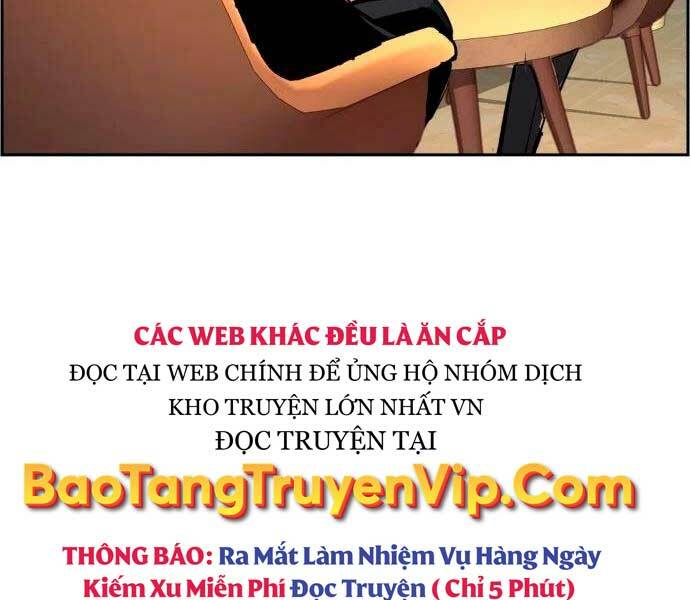 CÁC WEB KHÁC ĐỀU LÀ ĂN CẮP
ĐỌC TẠI WEB CHÍNH ĐỂ ỦNG HỘ NHÓM DỊCH
KHO TRUYỆN LỚN NHẤT VN
ĐỌC TRUYỆN TẠI
BaoTangTruyenVip.Com
THÔNG BÁO: Ra Mắt Làm Nhiệm Vụ Hàng Ngày
Kiếm Xu Miễn Phí Đọc Truyện ( Chỉ 5 Phút)